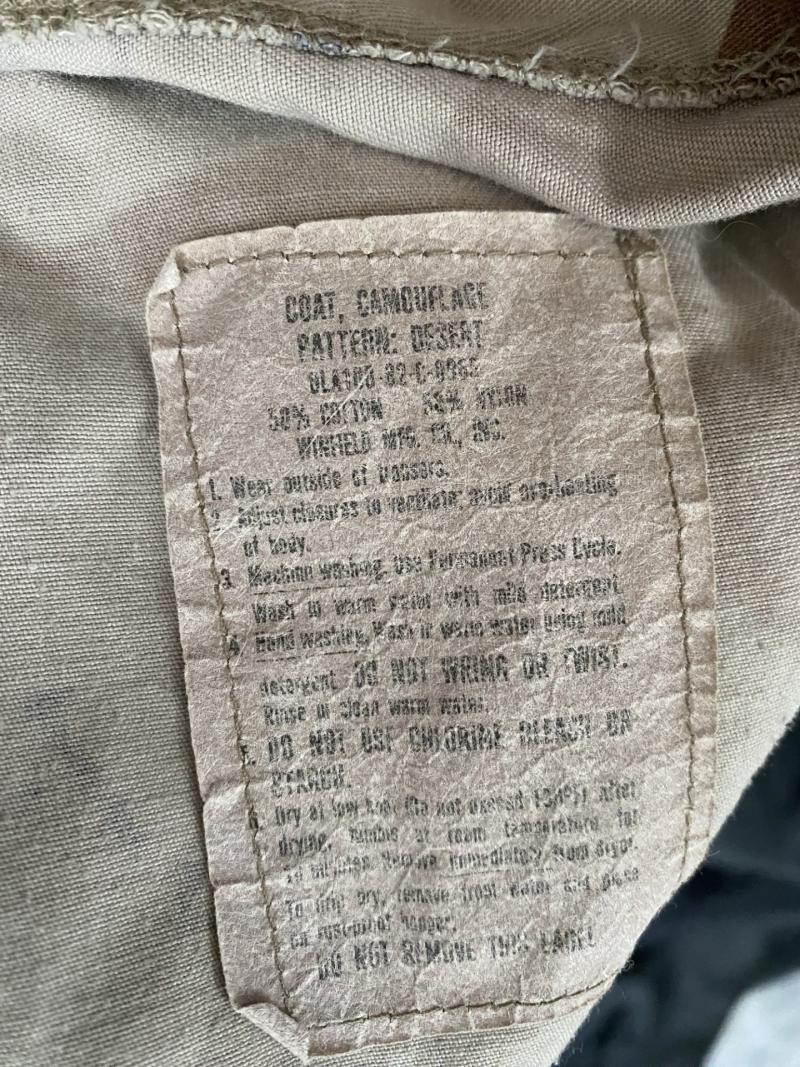 COAT, CAMOUFLAGE
PATTERN: DESERT
DLA100-82-C-
50% COTTON 50% NYLON
WINFIELD MFG. CO., INC.
1. Wear outside of trousers.
2. Adjust closures to ventilate; avoid overheating
of body.
3. Machine washing. Use Permanent Press Cycle.
Wash in warm water with mild detergent.
4. Hand washing. Wash in warm water using mild
detergent. DO NOT WRING OR TWIST.
Rinse in clean warm water.
5. DO NOT USE CHLORINE BLEACH OR
STARCH.
6. Dry at low heat (Do not exceed after
drying, tumble at room temperature for
10 minutes. Remove immediately from dryer.
To drip dry, remove from water and place
on rustproof hanger.
DO NOT REMOVE THIS LABEL